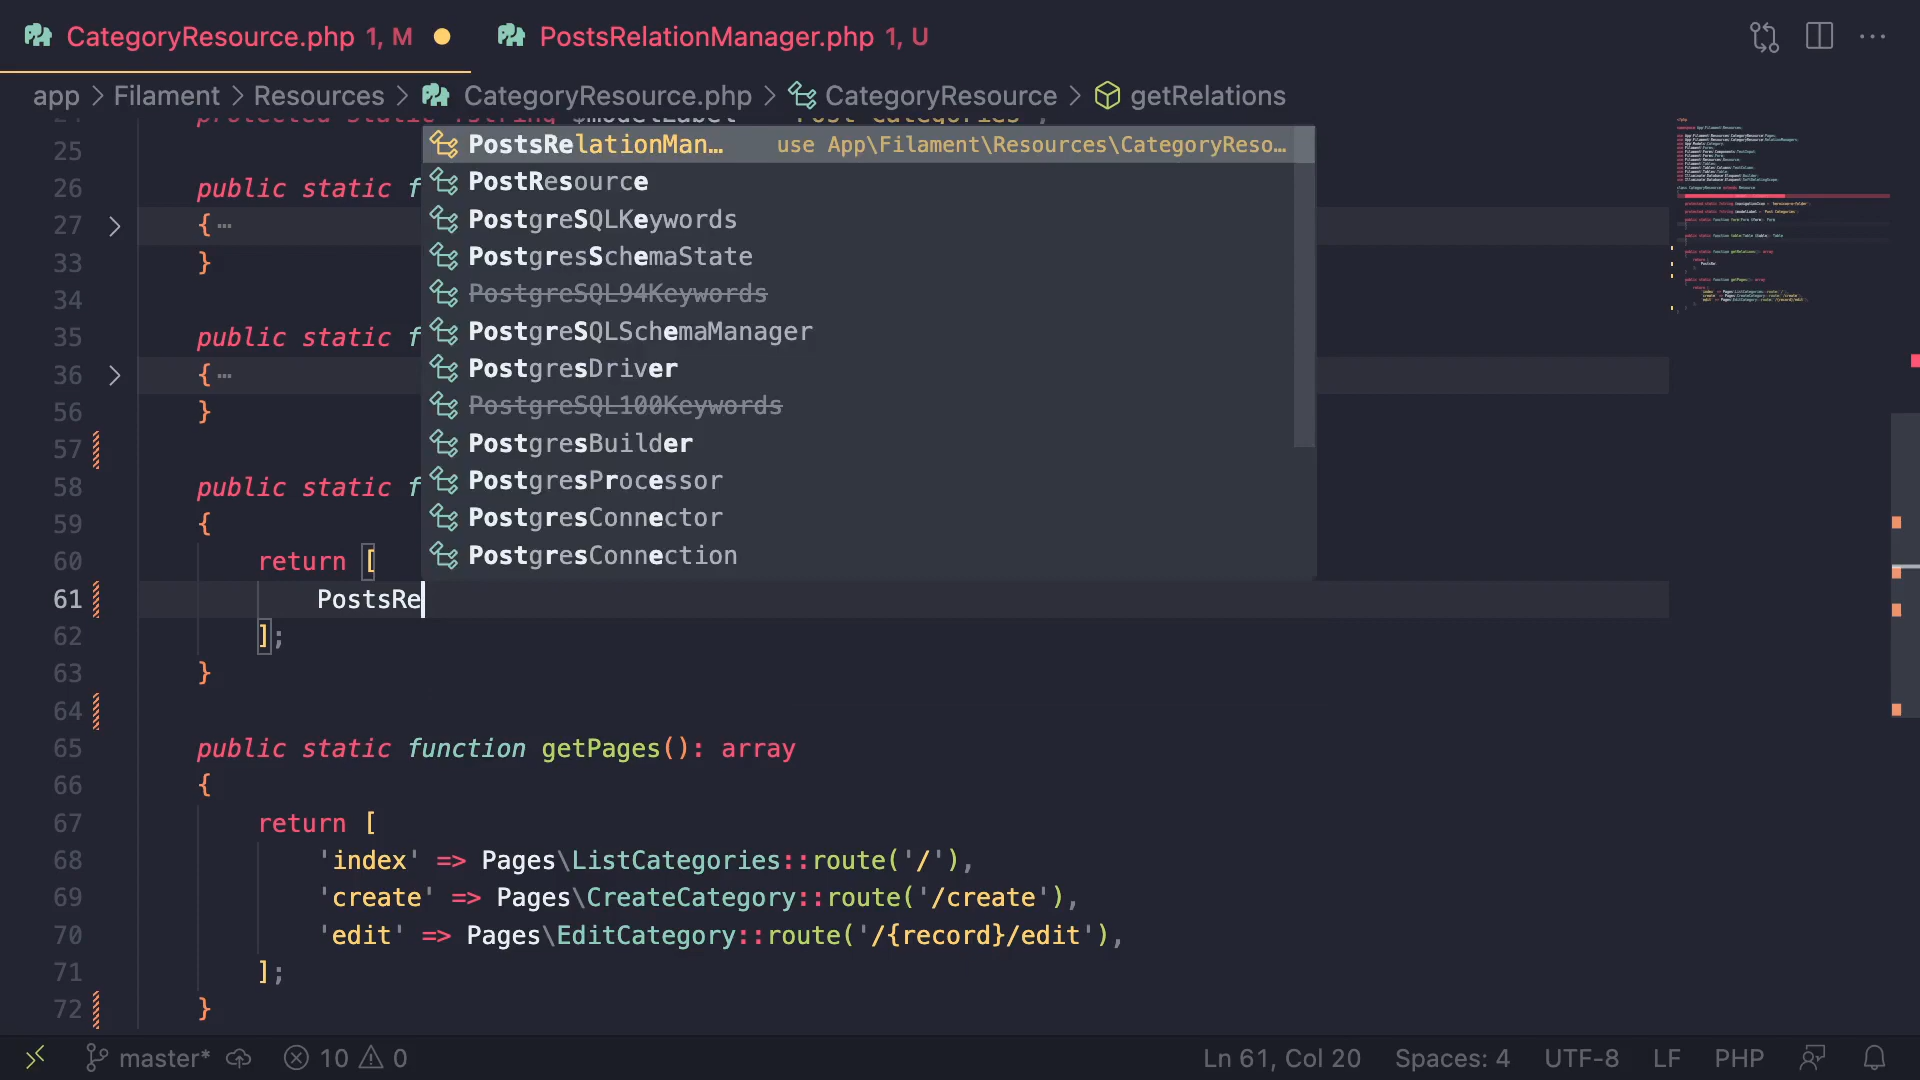 CategoryResource.php 1, M
PostsRelationManager.php 1, U
app > Filament > Resources > CategoryResource.php > CategoryResource > getRelations
25
PostsRelationMan… use App\Filament\Resources\CategoryReso…
26 public static f
PostResource
27 > {…
PostgreSQLKeywords
33 }
PostgresSchemaState
34
PostgreSQL94Keywords
35 public static f
PostgreSQLSchemaManager
36 > {…
PostgresDriver
56 }
PostgreSQL100Keywords
57
PostgresBuilder
58 public static f
PostgresProcessor
59 {
PostgresConnector
60 return [
PostgresConnection
61 PostsRe
62 ];
63 }
64
65 public static function getPages(): array
66 {
67 return [
68 'index' => Pages\ListCategories::route('/'),
69 'create' => Pages\CreateCategory::route('/create'),
70 'edit' => Pages\EditCategory::route('/{record}/edit'),
71 ];
72 }
master* 10 0 Ln 61, Col 20 Spaces: 4 UTF-8 LF PHP